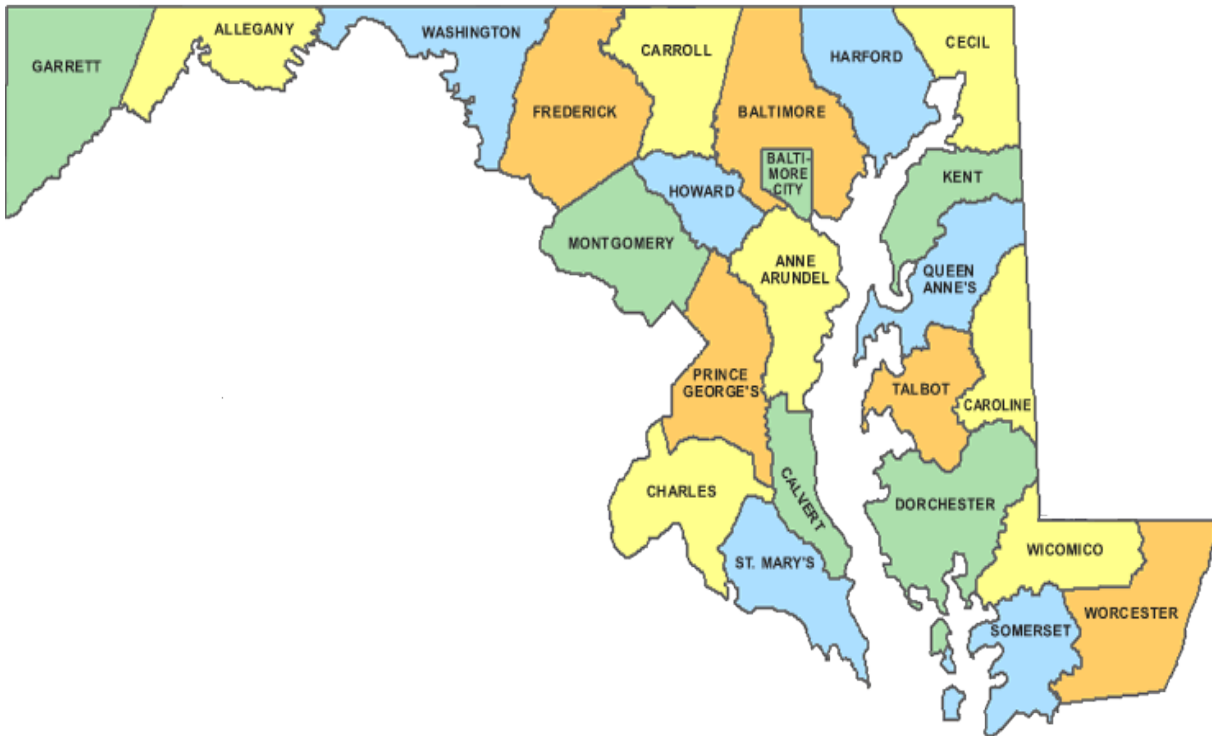 GARRETT
ALLEGANY
WASHINGTON
FREDERICK
CARROLL
BALTIMORE
HARFORD
CECIL
BALTI-
MORE
CITY
KENT
HOWARD
MONTGOMERY
ANNE
ARUNDEL
QUEEN
ANNE'S
PRINCE
GEORGE'S
TALBOT
CAROLINE
CHARLES
CALVERT
DORCHESTER
ST. MARY'S
WICOMICO
SOMERSET
WORCESTER